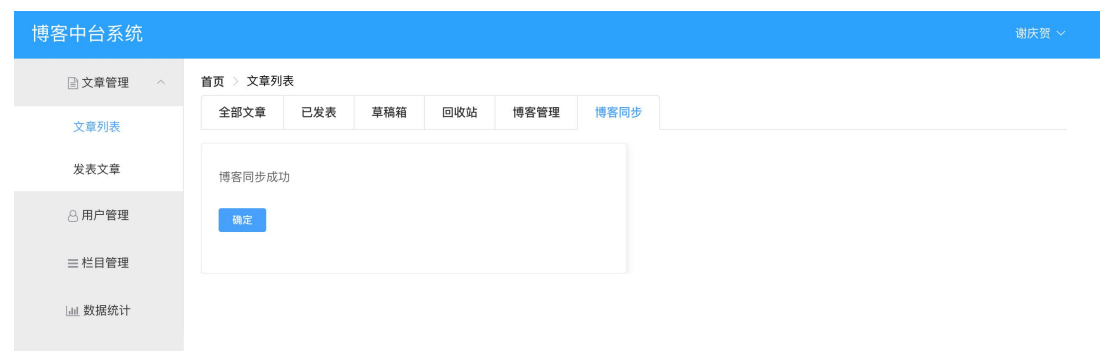 博客中台系统
谢庆贺
文章管理
文章列表
发表文章
用户管理
栏目管理
数据统计
首页 > 文章列表
全部文章 已发表 草稿箱 回收站 博客管理 博客同步
博客同步成功
确定